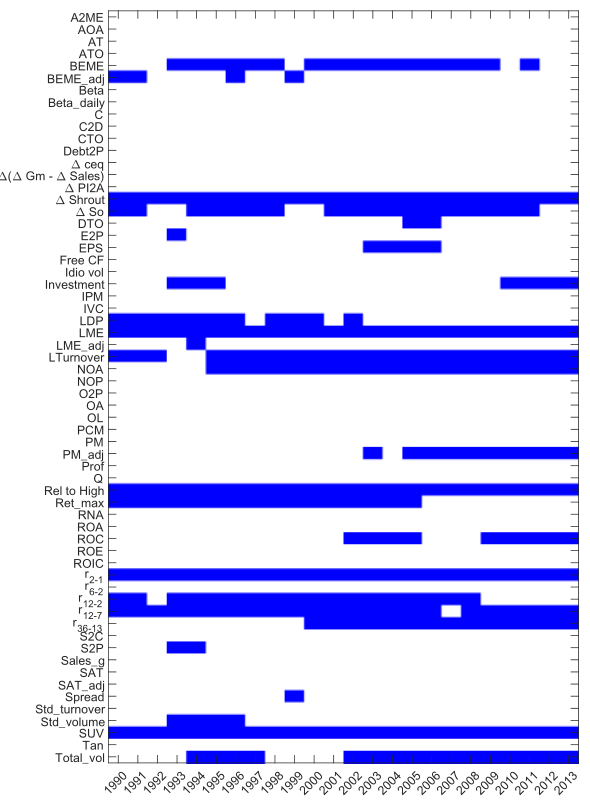 A2ME
AOA
AT
ATO
BEME
BEME_adj
Beta
Beta_daily
C
C2D
CTO
Debt2P
Δ ceq
Δ(Δ Gm - Δ Sales)
Δ PI2A
Δ Shrout
Δ So
DTO
E2P
EPS
Free CF
Idio vol
Investment
IPM
IVC
LDP
LME
LME_adj
LTurnover
NOA
NOP
O2P
OA
OL
PCM
PM
PM_adj
Prof
Q
Rel to High
Ret_max
RNA
ROA
ROC
ROE
ROIC
r2-1
r6-2
r12-2
r12-7
r36-13
S2C
S2P
Sales_g
SAT
SAT_adj
Spread
Std_turnover
Std_volume
SUV
Tan
Total_vol
1990 1991 1992 1993 1994 1995 1996 1997 1998 1999 2000 2001 2002 2003 2004 2005 2006 2007 2008 2009 2010 2011 2012 2013